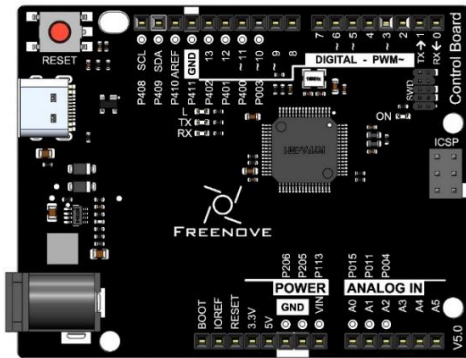 RESET
P408 SCL
P409 SDA
P410 AREF
P411 GND
P402 13
P401 12
P400 ~11
P003 ~10
~9
8
7
~6
~5
4
~3
2
TX→1
RX←0
DIGITAL - PWM~
L
TX
RX
SWD
ON
ICSP
Control Board
FREENOVE
POWER
ANALOG IN
BOOT
IOREF
RESET
3.3V
5V
GND
P206
P205
P113
VIN
P015
P011
P004
A0
A1
A2
A3
A4
A5
V5.0